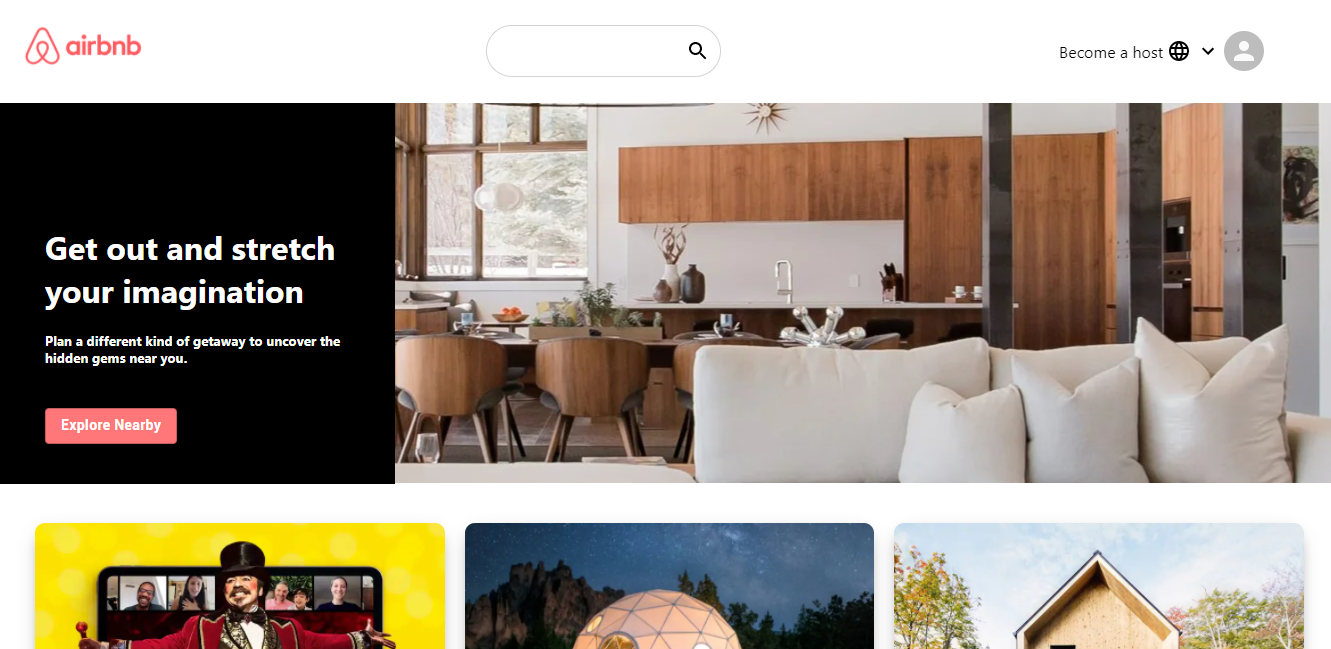 airbnb
Become a host
Get out and stretch
your imagination
Plan a different kind of getaway to uncover the
hidden gems near you.
Explore Nearby